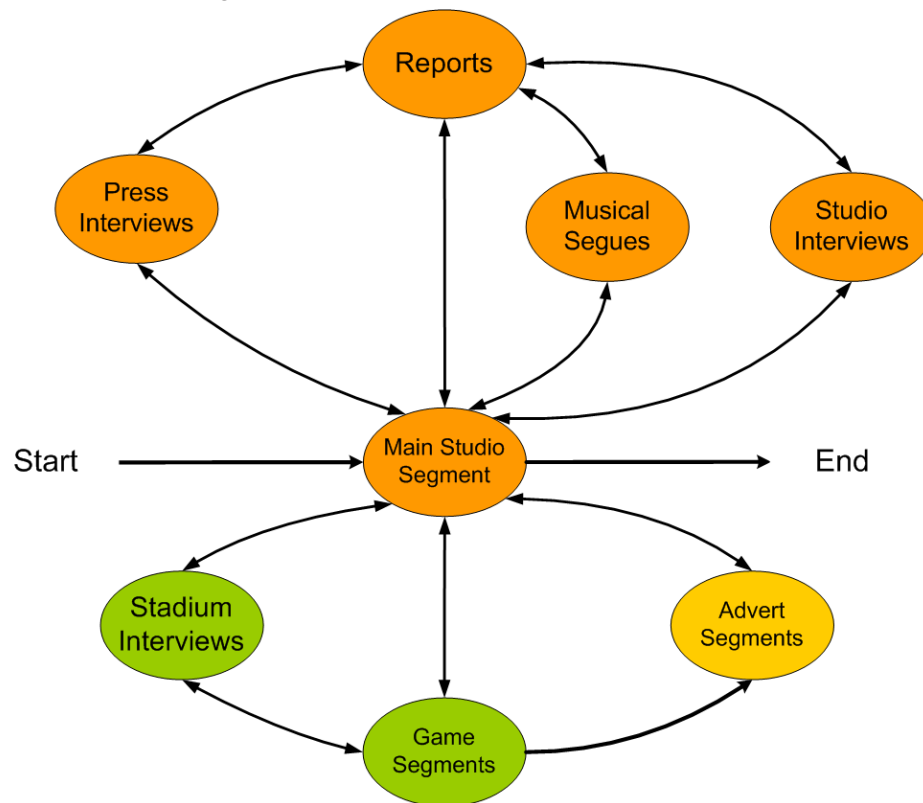 Reports
Press
Interviews
Musical
Segues
Studio
Interviews
Start
Main Studio
Segment
End
Stadium
Interviews
Advert
Segments
Game
Segments